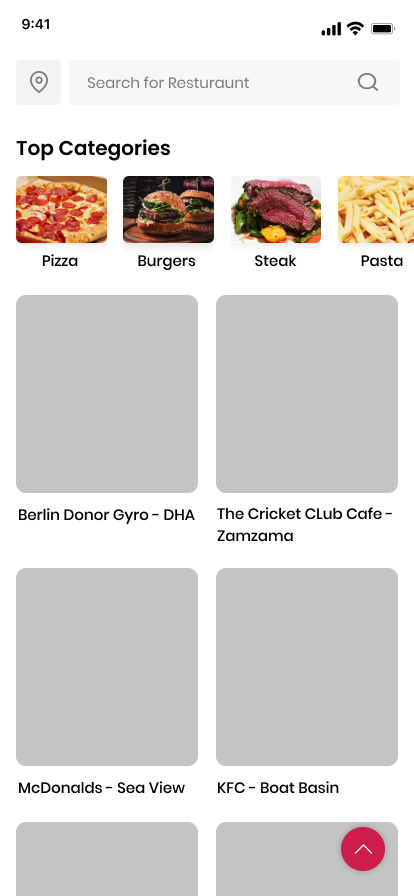 9:41
Search for Resturaunt
Top Categories
Pizza
Burgers
Steak
Pasta
Berlin Donor Gyro - DHA
The Cricket CLub Cafe -
Zamzama
McDonalds - Sea View
KFC - Boat Basin